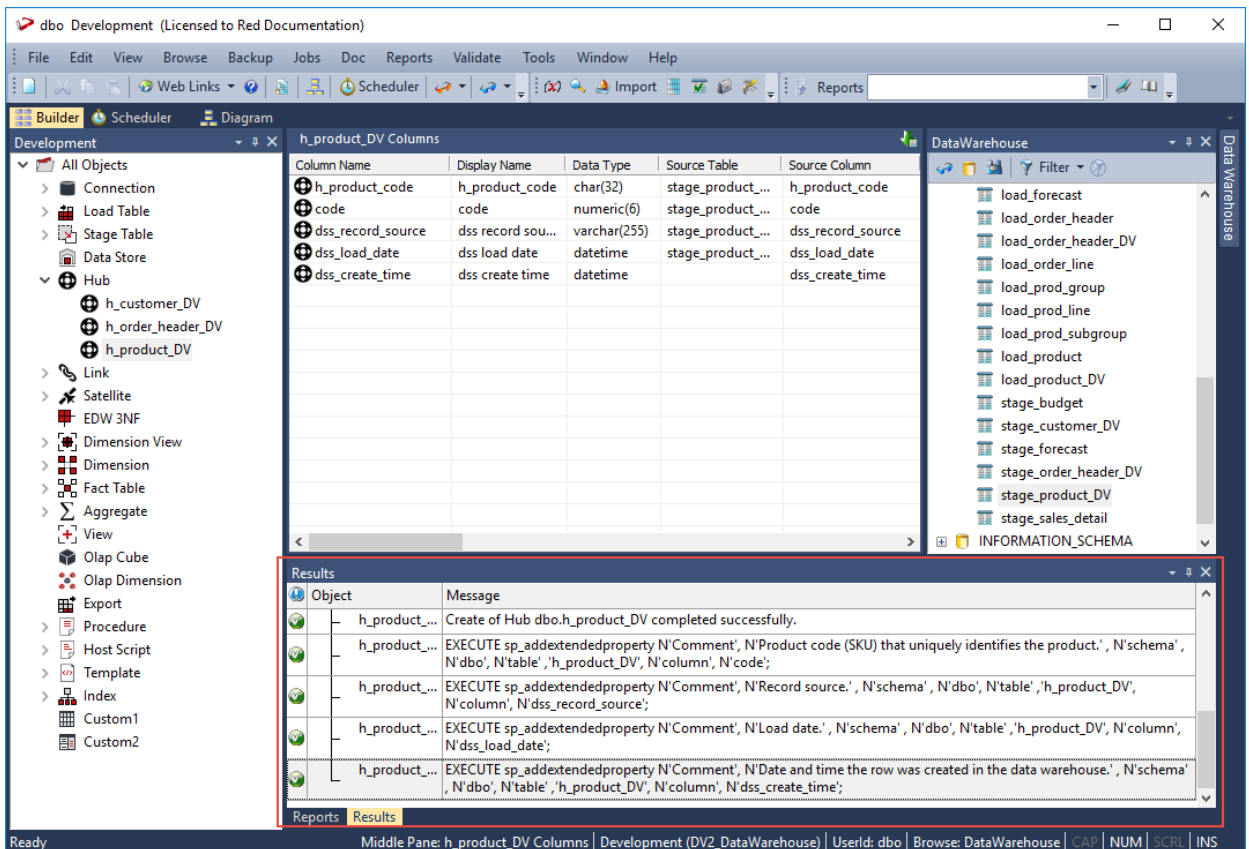 dbo Development (Licensed to Red Documentation)
File Edit View Browse Backup Jobs Doc Reports Validate Tools Window Help
Web Links Scheduler (x) Import Reports
Builder Scheduler Diagram
Development
All Objects
Connection
Load Table
Stage Table
Data Store
Hub
h_customer_DV
h_order_header_DV
h_product_DV
Link
Satellite
EDW 3NF
Dimension View
Dimension
Fact Table
Aggregate
View
Olap Cube
Olap Dimension
Export
Procedure
Host Script
Template
Index
Custom1
Custom2
h_product_DV Columns
Column Name Display Name Data Type Source Table Source Column
h_product_code h_product_code char(32) stage_product_... h_product_code
code code numeric(6) stage_product_... code
dss_record_source dss record sou... varchar(255) stage_product_... dss_record_source
dss_load_date dss load date datetime stage_product_... dss_load_date
dss_create_time dss create time datetime dss_create_time
DataWarehouse
Filter
load_forecast
load_order_header
load_order_header_DV
load_order_line
load_prod_group
load_prod_line
load_prod_subgroup
load_product
load_product_DV
stage_budget
stage_customer_DV
stage_forecast
stage_order_header_DV
stage_product_DV
stage_sales_detail
INFORMATION_SCHEMA
Data Warehouse
Results
Object Message
h_product_... Create of Hub dbo.h_product_DV completed successfully.
h_product_... EXECUTE sp_addextendedproperty N'Comment', N'Product code (SKU) that uniquely identifies the product.' , N'schema' ,
N'dbo', N'table' ,'h_product_DV', N'column', N'code';
h_product_... EXECUTE sp_addextendedproperty N'Comment', N'Record source.' , N'schema' , N'dbo', N'table' ,'h_product_DV',
N'column', N'dss_record_source';
h_product_... EXECUTE sp_addextendedproperty N'Comment', N'Load date.' , N'schema' , N'dbo', N'table' ,'h_product_DV', N'column',
N'dss_load_date';
h_product_... EXECUTE sp_addextendedproperty N'Comment', N'Date and time the row was created in the data warehouse.' , N'schema'
, N'dbo', N'table' ,'h_product_DV', N'column', N'dss_create_time';
Reports Results
Ready Middle Pane: h_product_DV Columns Development (DV2_DataWarehouse) UserId: dbo Browse: DataWarehouse CAP NUM SCRL INS